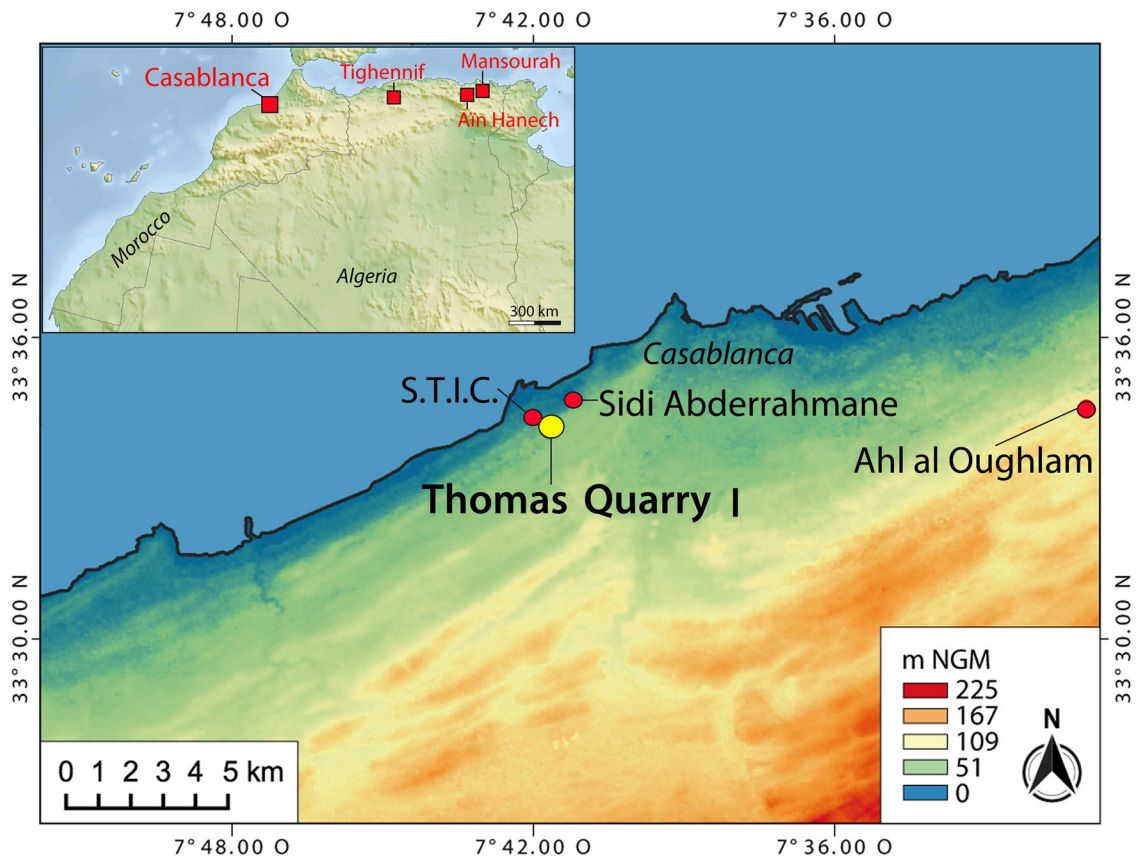 7° 48.00 O
7° 42.00 O
7° 36.00 O
Casablanca
Tighennif
Mansourah
Aïn Hanech
Morocco
Algeria
300 km
33° 36.00 N
33° 36.00 N
Casablanca
S.T.I.C.
Sidi Abderrahmane
Ahl al Oughlam
Thomas Quarry I
33° 30.00 N
33° 30.00 N
m NGM
225
167
109
51
0
N
0 1 2 3 4 5 km
7° 48.00 O
7° 42.00 O
7° 36.00 O